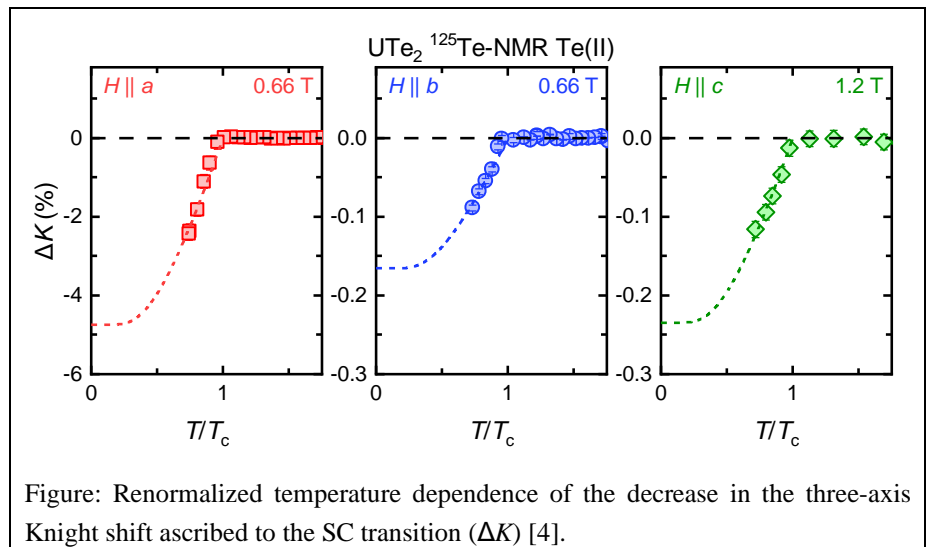 UTe₂ ¹²⁵Te-NMR Te(II)
H || a 0.66 T
H || b 0.66 T
H || c 1.2 T
0
-2
-4
-6
ΔK (%)
0 1
T/Tc
0.0
-0.1
-0.2
-0.3
0 1
T/Tc
0.0
-0.1
-0.2
-0.3
0 1
T/Tc
Figure: Renormalized temperature dependence of the decrease in the three-axis
Knight shift ascribed to the SC transition (ΔK) [4].